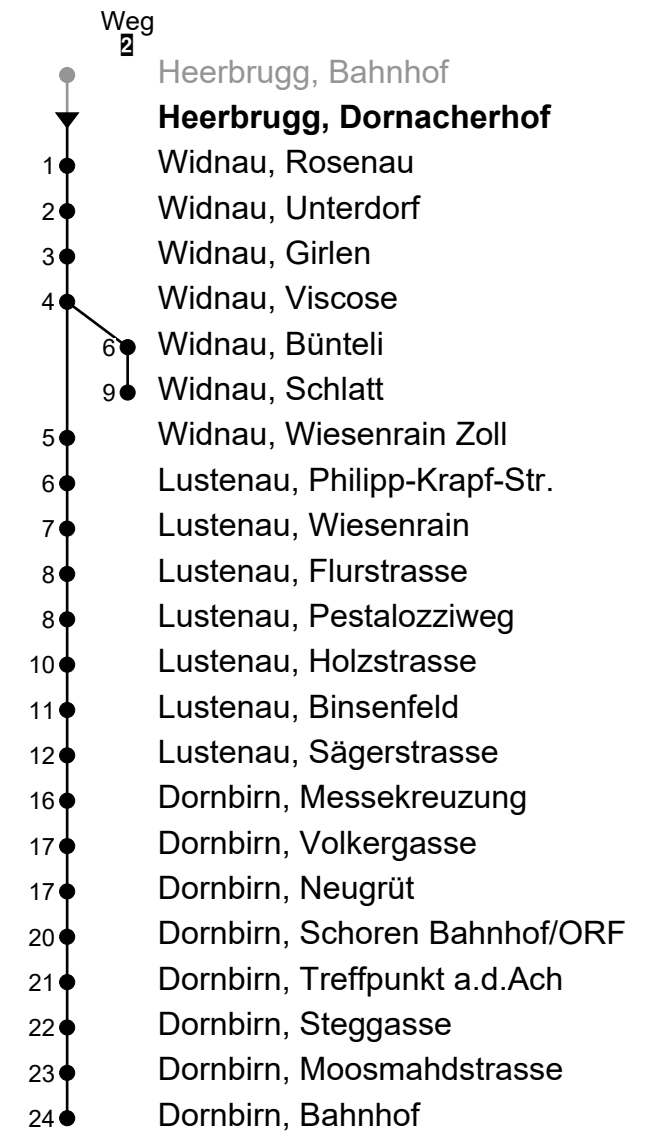 Weg
2
Heerbrugg, Bahnhof
Heerbrugg, Dornacherhof
1 Widnau, Rosenau
2 Widnau, Unterdorf
3 Widnau, Girlen
4 Widnau, Viscose
6 Widnau, Bünteli
9 Widnau, Schlatt
5 Widnau, Wiesenrain Zoll
6 Lustenau, Philipp-Krapf-Str.
7 Lustenau, Wiesenrain
8 Lustenau, Flurstrasse
8 Lustenau, Pestalozziweg
10 Lustenau, Holzstrasse
11 Lustenau, Binsenfeld
12 Lustenau, Sägerstrasse
16 Dornbirn, Messekreuzung
17 Dornbirn, Volkergasse
17 Dornbirn, Neugrüt
20 Dornbirn, Schoren Bahnhof/ORF
21 Dornbirn, Treffpunkt a.d.Ach
22 Dornbirn, Steggasse
23 Dornbirn, Moosmahdstrasse
24 Dornbirn, Bahnhof